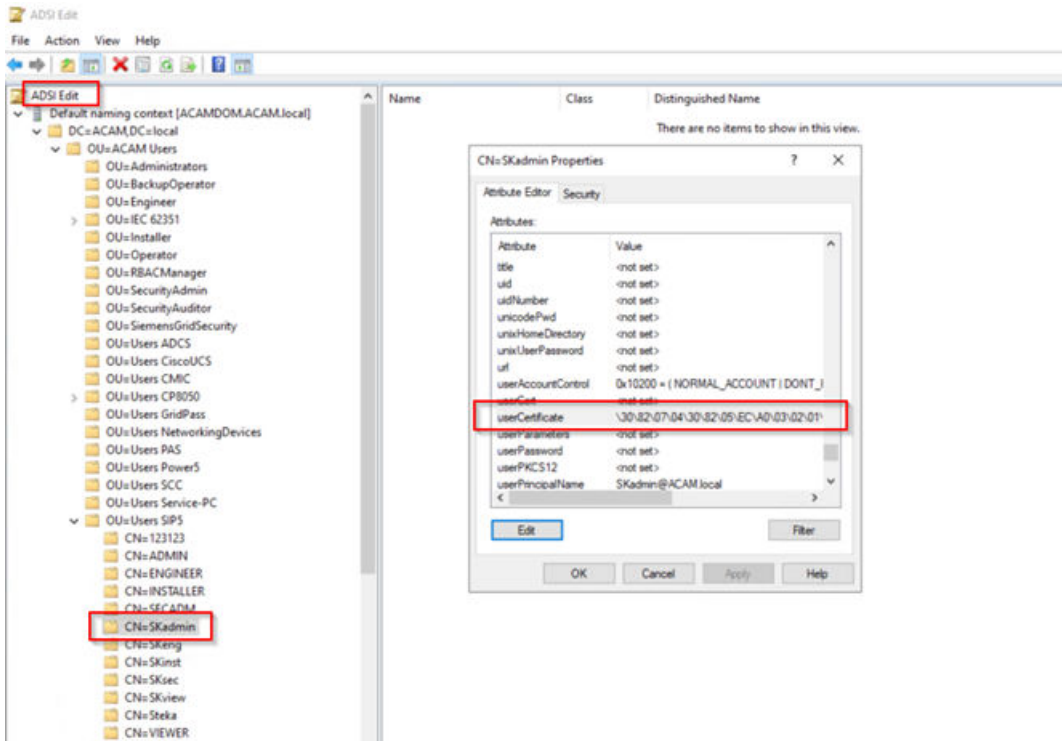 ADSI Edit
File Action View Help
ADSI Edit
Default naming context [ACAMDOM.ACAM.local]
DC=ACAM,DC=local
OU=ACAM Users
OU=Administrators
OU=BackupOperator
OU=Engineer
OU=IEC 62351
OU=Installer
OU=Operator
OU=RBACManager
OU=SecurityAdmin
OU=SecurityAuditor
OU=SiemensGridSecurity
OU=Users ADCS
OU=Users CiscoUCS
OU=Users CMIC
OU=Users CP8050
OU=Users GridPass
OU=Users NetworkingDevices
OU=Users PAS
OU=Users Power5
OU=Users SCC
OU=Users Service-PC
OU=Users SIP5
CN=123123
CN=ADMIN
CN=ENGINEER
CN=INSTALLER
CN=SECADM
CN=SKadmin
CN=SKeng
CN=SKinst
CN=SKsec
CN=SKview
CN=Steka
CN=VIEWER
Name Class Distinguished Name
There are no items to show in this view.
CN=SKadmin Properties ? ×
Attribute Editor Security
Attributes:
Attribute Value
title <not set>
uid <not set>
uidNumber <not set>
unicodePwd <not set>
unixHomeDirectory <not set>
unixUserPassword <not set>
url <not set>
userAccountControl 0x10200 = ( NORMAL_ACCOUNT | DONT_
userCert <not set>
userCertificate \30\82\07\04\30\82\05\EC\A0\03\02\01\
userParameters <not set>
userPassword <not set>
userPKCS12 <not set>
userPrincipalName SKadmin@ACAM.local
Edit Filter
OK Cancel Apply Help